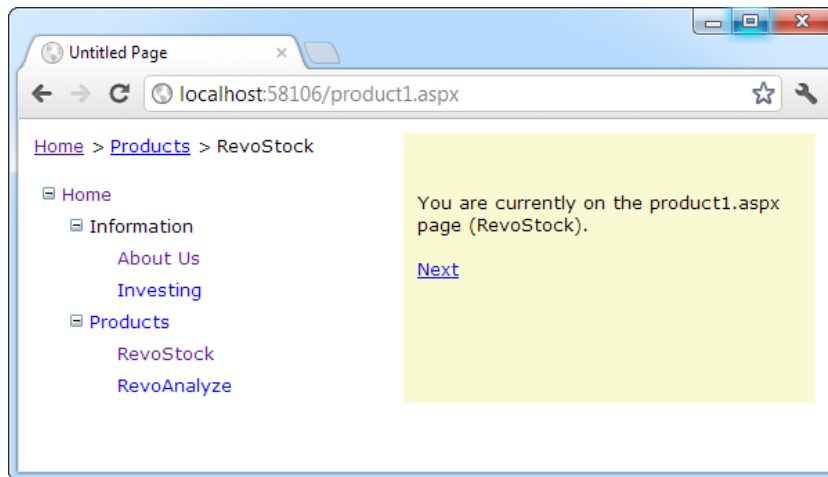 Untitled Page
localhost:58106/product1.aspx
Home > Products > RevoStock
Home
Information
About Us
Investing
Products
RevoStock
RevoAnalyze
You are currently on the product1.aspx
page (RevoStock).
Next